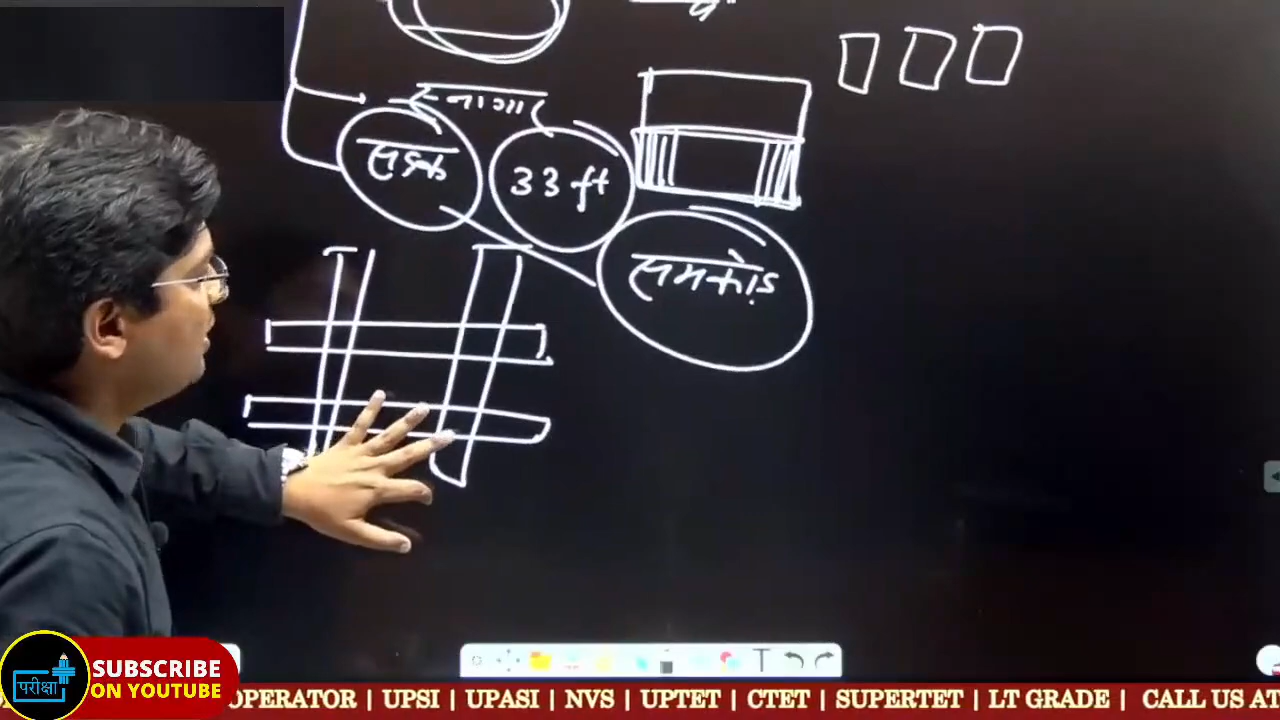 स्नानागार
सड़क
33 ft
समकोड
परीक्षा
SUBSCRIBE
ON YOUTUBE
OPERATOR | UPSI | UPASI | NVS | UPTET | CTET | SUPERTET | LT GRADE | CALL US AT